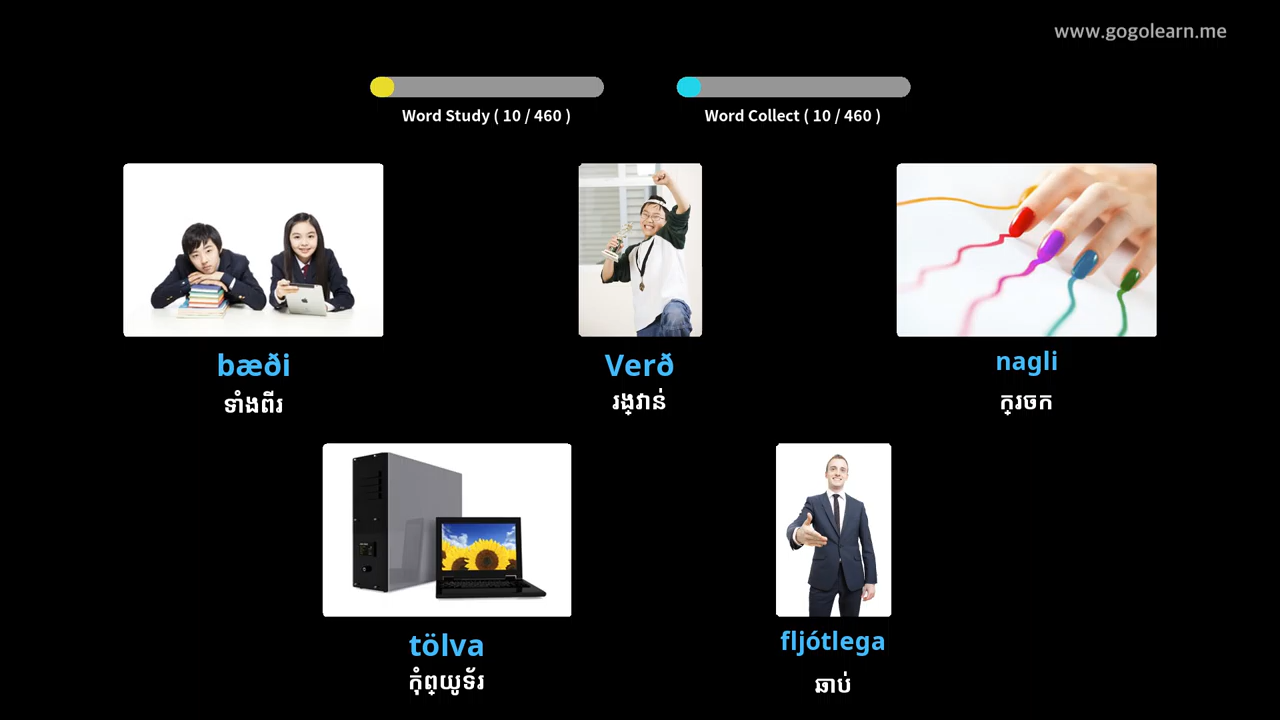 www.gogolearn.me
Word Study ( 10 / 460 )
Word Collect ( 10 / 460 )
bæði
ទាំងពីរ
Verð
រង្វាន់
nagli
ក្រចក
tölva
កុំព្យូទ័រ
fljótlega
ឆាប់